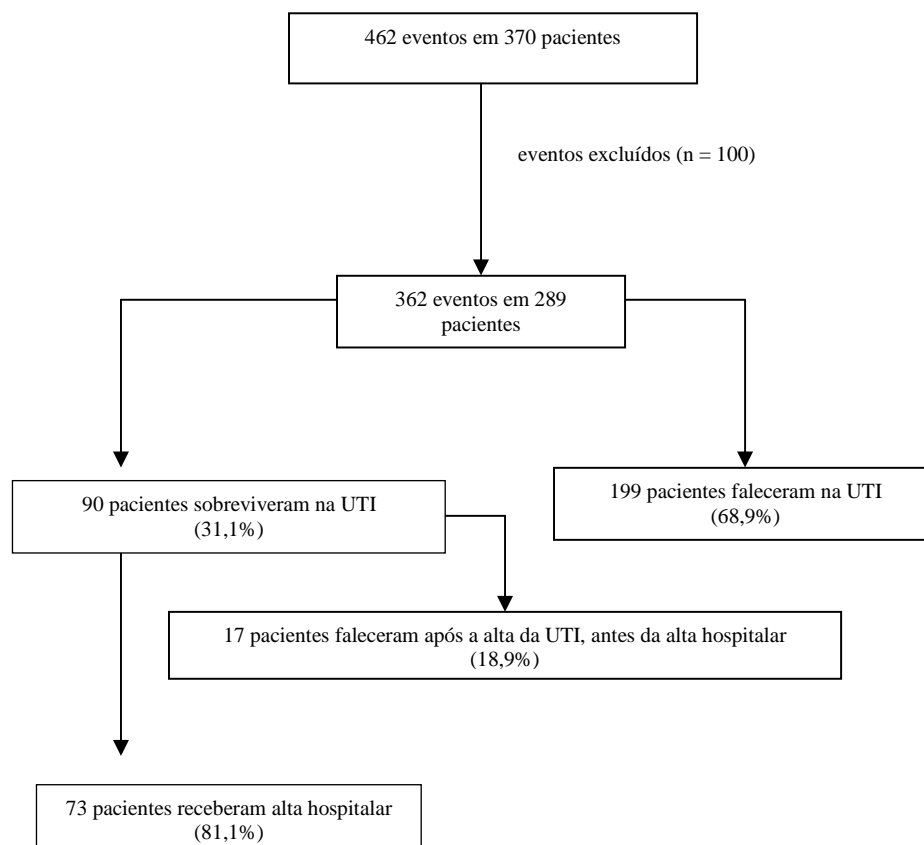 462 eventos em 370 pacientes
eventos excluídos (n = 100)
362 eventos em 289
pacientes
90 pacientes sobreviveram na UTI
(31,1%)
199 pacientes faleceram na UTI
(68,9%)
17 pacientes faleceram após a alta da UTI, antes da alta hospitalar
(18,9%)
73 pacientes receberam alta hospitalar
(81,1%)